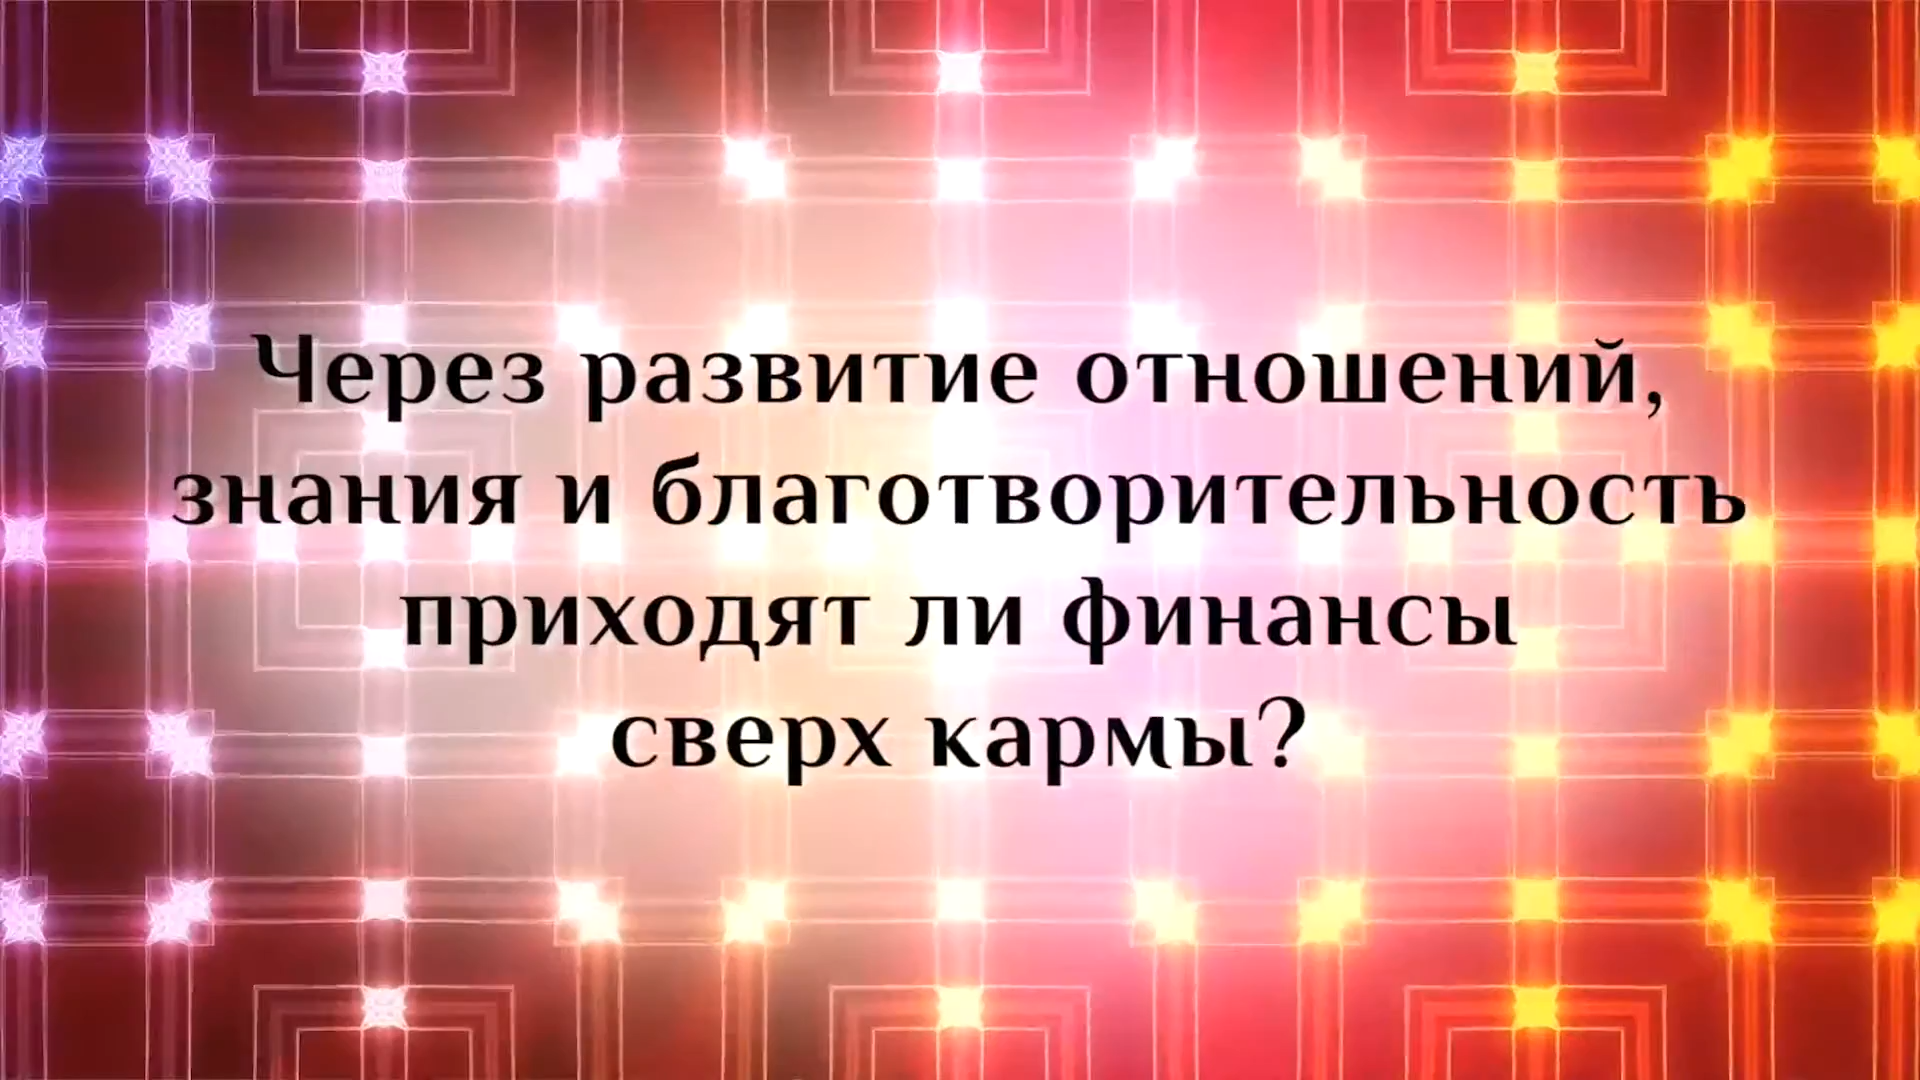 Через развитие отношений,
знания и благотворительность
приходят ли финансы
сверх кармы?